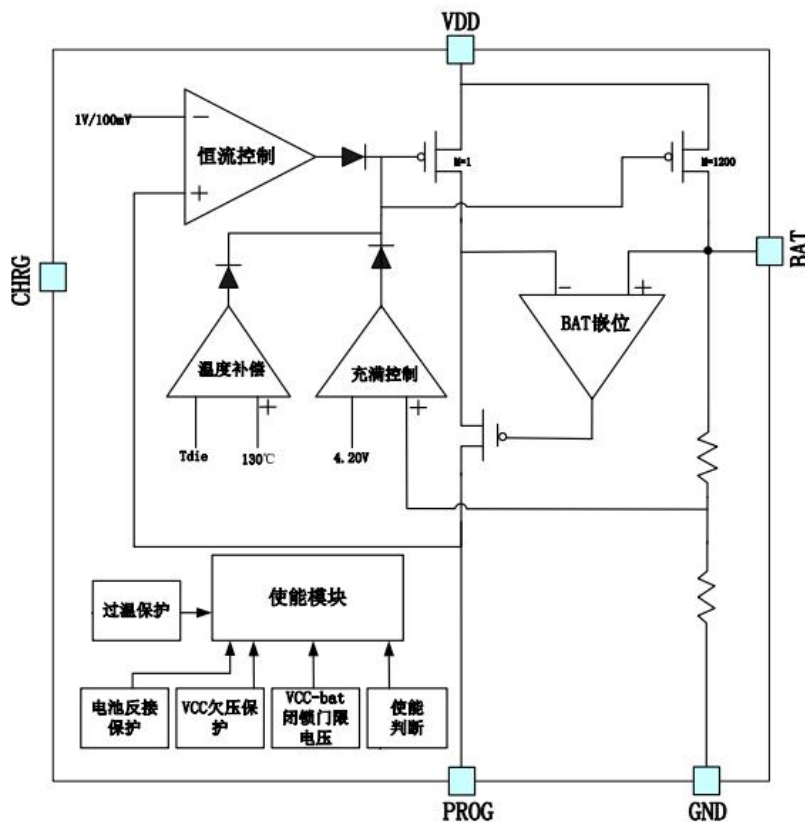 VDD
1V/100mV
−
恒流控制
+
M=1
M=1200
CHRG
BAT
−
+
BAT嵌位
温度补偿
+
充满控制
+
Tdie
130℃
4.20V
过温保护
使能模块
电池反接
保护
VCC欠压保
护
VCC-bat
闭锁门限
电压
使能
判断
PROG
GND